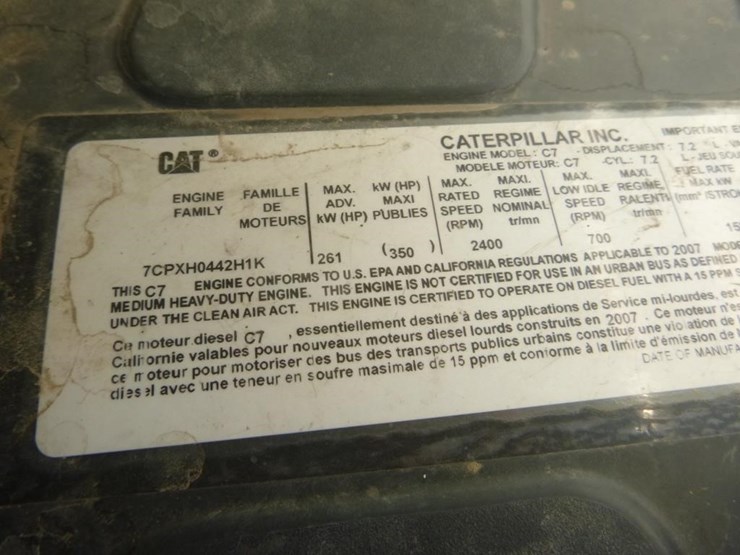 CAT®
CATERPILLAR INC.
IMPORTANT
ENGINE MODEL: C7 -DISPLACEMENT: 7.2 L -
MODELE MOTEUR: C7 -CYL: 7.2 L - JEU
ENGINE FAMILY
FAMILLE DE MOTEURS
MAX. ADV. kW (HP)
kW (HP) MAXI PUBLIES
MAX. RATED SPEED (RPM)
MAXI. REGIME NOMINAL tr/mn
MAX. LOW IDLE SPEED (RPM)
MAXI. REGIME RALENTI tr/mn
FUEL RATE
MAX kW
7CPXH0442H1K 261 (350) 2400 700 15
THIS C7 ENGINE CONFORMS TO U.S. EPA AND CALIFORNIA REGULATIONS APPLICABLE TO 2007
MEDIUM HEAVY-DUTY ENGINE. THIS ENGINE IS NOT CERTIFIED FOR USE IN AN URBAN BUS AS DEFINED
UNDER THE CLEAN AIR ACT. THIS ENGINE IS CERTIFIED TO OPERATE ON DIESEL FUEL WITH A 15 PPM
Ce moteur diesel C7 , essentiellement destiné à des applications de Service mi-lourdes, est
Californie valables pour nouveaux moteurs diesel lourds construits en 2007 . Ce moteur
ce moteur pour motoriser des bus des transports publics urbains constitue une violation de
diesel avec une teneur en soufre masimale de 15 ppm et conforme à la limite d'émission de
DATE OF